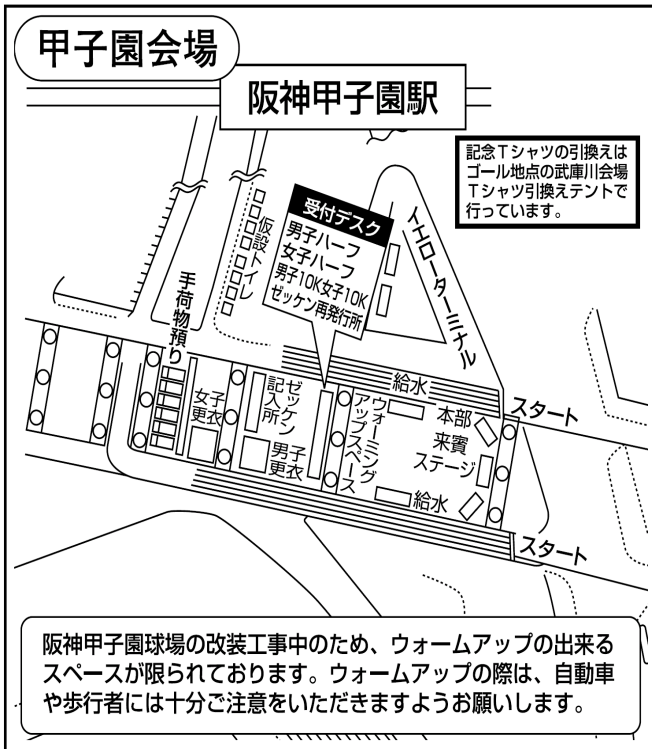 甲子園会場
阪神甲子園駅
記念Tシャツの引換えは
ゴール地点の武庫川会場
Tシャツ引換えテントで
行っています。
受付デスク
男子ハーフ
女子ハーフ
男子10K女子10K
ゼッケン再発行所
イエローターミナル
仮設トイレ
手荷物預り
女子
更衣
ゼッケン
記入所
男子
更衣
ウォーミング
アップスペース
給水
給水
本部
来賓
ステージ
スタート
スタート
阪神甲子園球場の改装工事中のため、ウォームアップの出来る
スペースが限られております。ウォームアップの際は、自動車
や歩行者には十分ご注意をいただきますようお願いします。